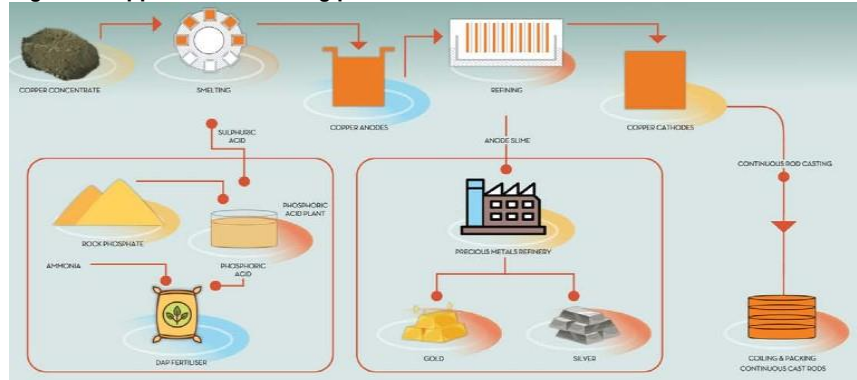 COPPER CONCENTRATE
SMELTING
COPPER ANODES
REFINING
COPPER CATHODES
SULPHURIC
ACID
ANODE SLIME
CONTINUOUS ROD CASTING
PHOSPHORIC
ACID PLANT
ROCK PHOSPHATE
PRECIOUS METALS REFINERY
AMMONIA
PHOSPHORIC
ACID
DAP FERTILISER
GOLD
SILVER
COILING & PACKING
CONTINUOUS CAST RODS